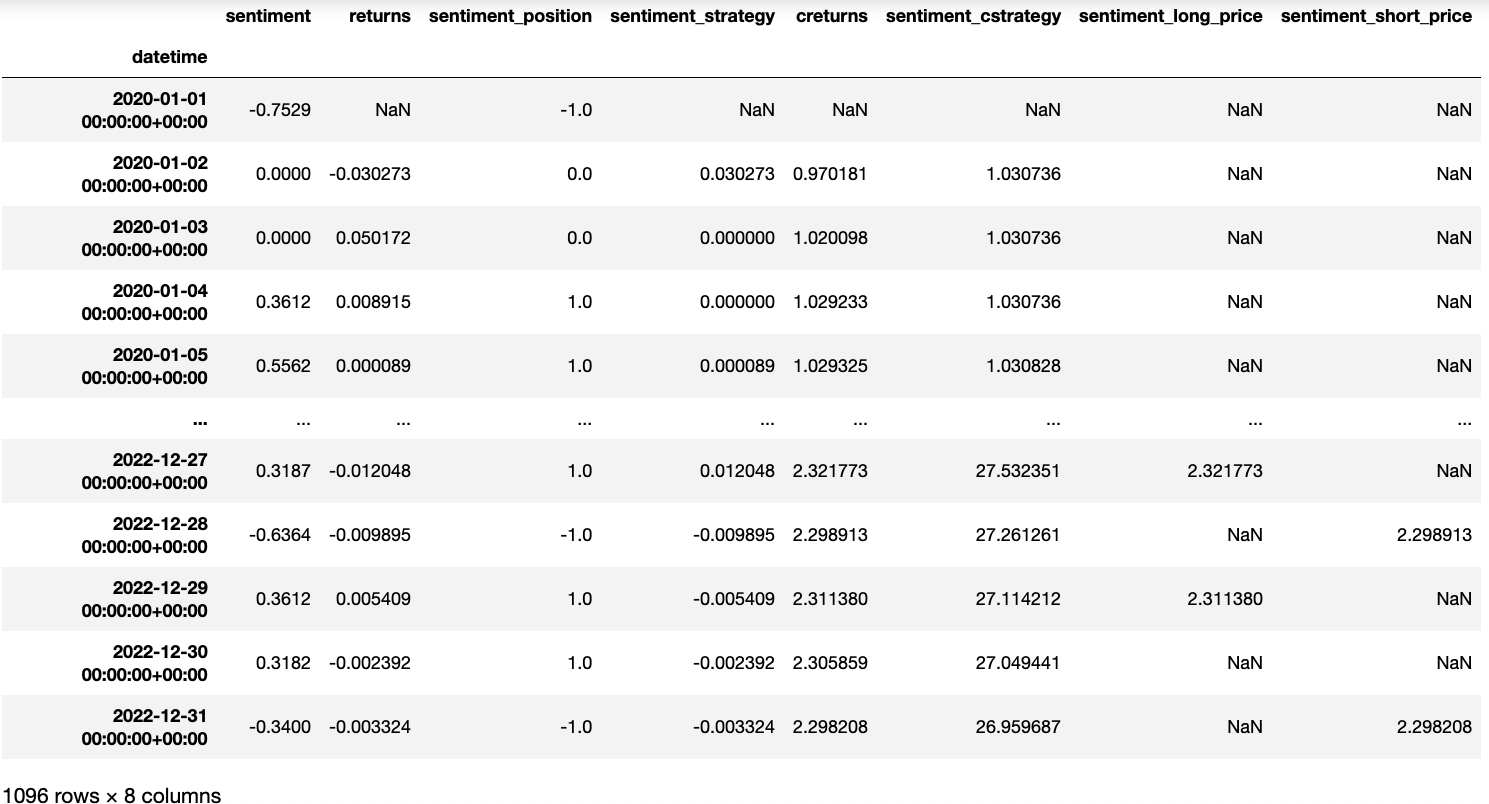 sentiment returns sentiment_position sentiment_strategy creturns sentiment_cstrategy sentiment_long_price sentiment_short_price
datetime
2020-01-01 00:00:00+00:00 -0.7529 NaN -1.0 NaN NaN NaN NaN NaN
2020-01-02 00:00:00+00:00 0.0000 -0.030273 0.0 0.030273 0.970181 1.030736 NaN NaN
2020-01-03 00:00:00+00:00 0.0000 0.050172 0.0 0.000000 1.020098 1.030736 NaN NaN
2020-01-04 00:00:00+00:00 0.3612 0.008915 1.0 0.000000 1.029233 1.030736 NaN NaN
2020-01-05 00:00:00+00:00 0.5562 0.000089 1.0 0.000089 1.029325 1.030828 NaN NaN
... ... ... ... ... ... ... ... ...
2022-12-27 00:00:00+00:00 0.3187 -0.012048 1.0 0.012048 2.321773 27.532351 2.321773 NaN
2022-12-28 00:00:00+00:00 -0.6364 -0.009895 -1.0 -0.009895 2.298913 27.261261 NaN 2.298913
2022-12-29 00:00:00+00:00 0.3612 0.005409 1.0 -0.005409 2.311380 27.114212 2.311380 NaN
2022-12-30 00:00:00+00:00 0.3182 -0.002392 1.0 -0.002392 2.305859 27.049441 NaN NaN
2022-12-31 00:00:00+00:00 -0.3400 -0.003324 -1.0 -0.003324 2.298208 26.959687 NaN 2.298208
1096 rows × 8 columns